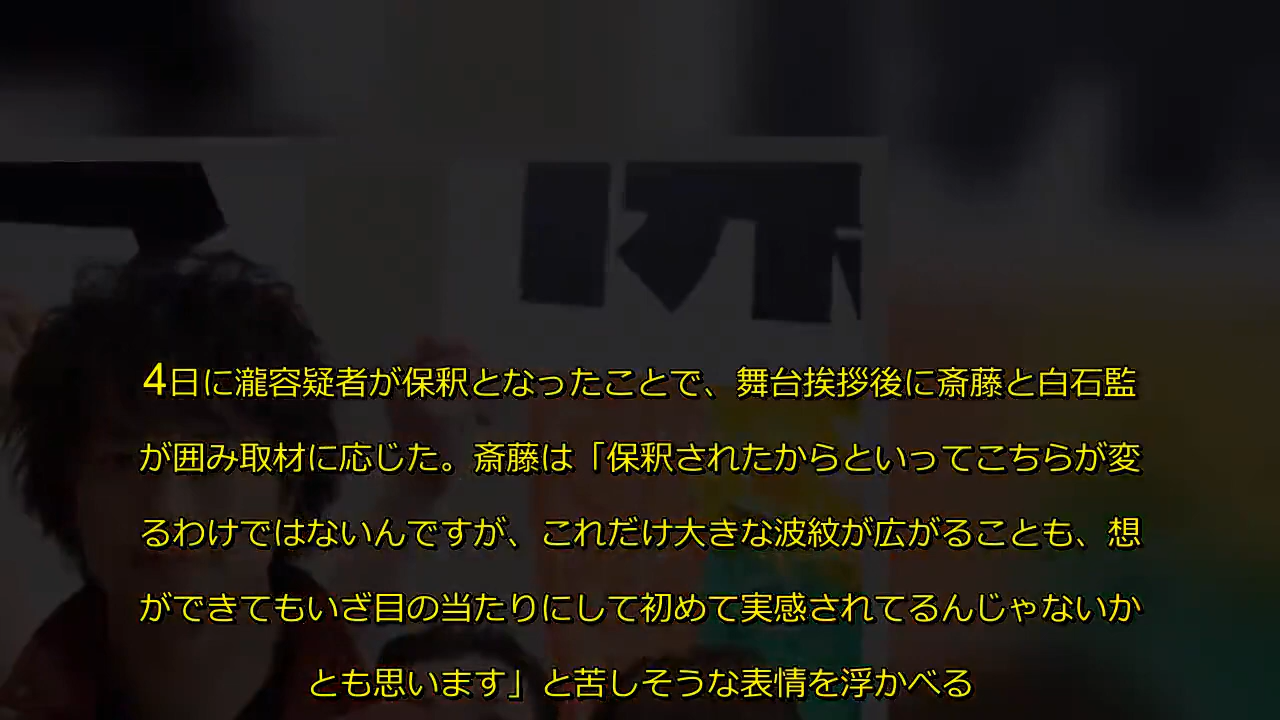 4日に瀧容疑者が保釈となったことで、舞台挨拶後に斎藤と白石監
が囲み取材に応じた。斎藤は「保釈されたからといってこちらが変
るわけではないんですが、これだけ大きな波紋が広がることも、想
ができてもいざ目の当たりにして初めて実感されてるんじゃないか
とも思います」と苦しそうな表情を浮かべる